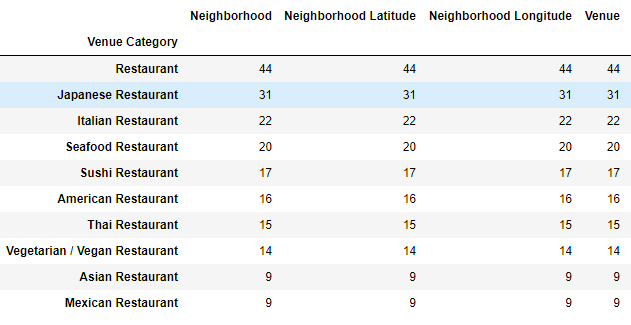 Neighborhood Neighborhood Latitude Neighborhood Longitude Venue
Venue Category
Restaurant 44 44 44 44
Japanese Restaurant 31 31 31 31
Italian Restaurant 22 22 22 22
Seafood Restaurant 20 20 20 20
Sushi Restaurant 17 17 17 17
American Restaurant 16 16 16 16
Thai Restaurant 15 15 15 15
Vegetarian / Vegan Restaurant 14 14 14 14
Asian Restaurant 9 9 9 9
Mexican Restaurant 9 9 9 9